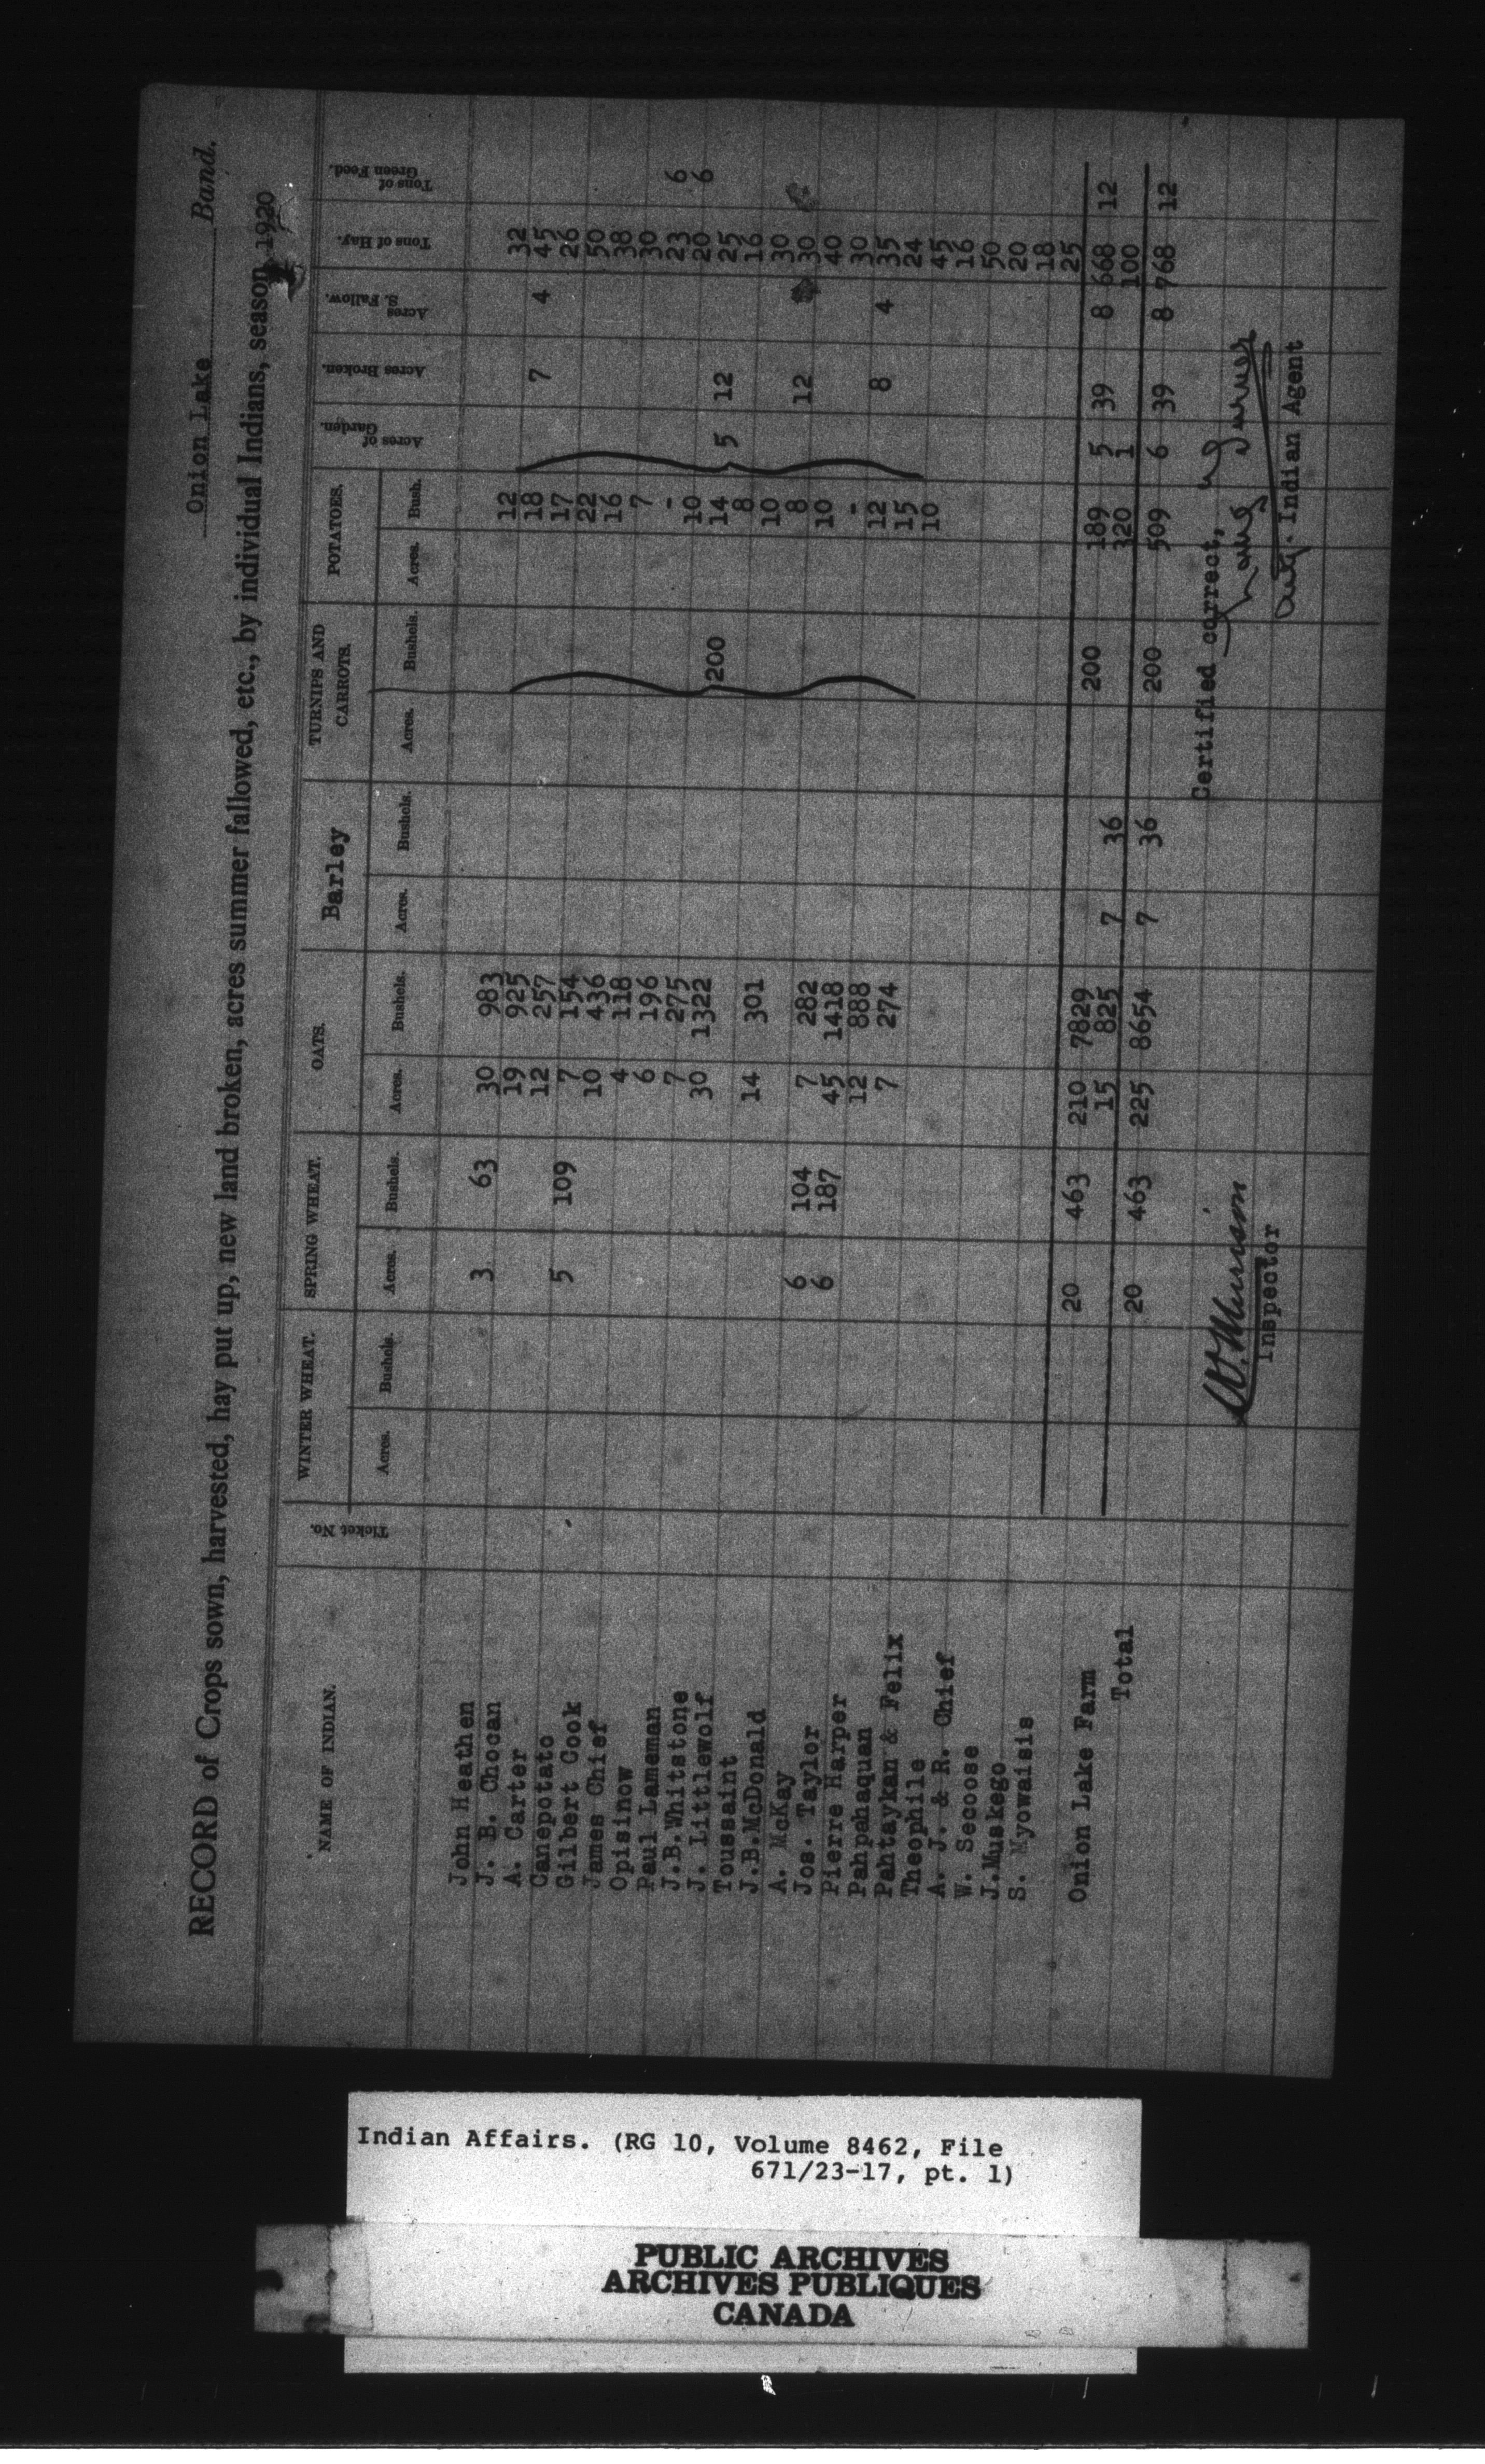 Onion Lake Band.
RECORD of Crops sown, harvested, hay put up, new land broken, acres summer fallowed, etc., by individual Indians, season 1920
NAME OF INDIAN. Ticket No. WINTER WHEAT. SPRING WHEAT. OATS. Barley TURNIPS AND CARROTS. POTATOES. Acres of Garden. Acres Broken. Acres S. Fallow. Tons of Hay. Tons of Green Feed.
Acres. Bushels. Acres. Bushels. Acres. Bushels. Acres. Bushels. Acres. Bushels. Acres. Bush.
John Heathen 3 63 30 983 12 32
J. B. Chocan 19 925 18 7 4 45
A. Carter 12 257 17 26
Canepotato 5 109 7 154 22 50
Gilbert Cook 10 436 16 38
James Chief 4 118 7 30
Opisinow 6 196 - 23 6
Paul Lameman 7 275 10 20 6
J.B.Whitstone 30 1322 200 14 5 12 25
J. Littlewolf 8 16
Toussaint 14 301 10 30
J.B.McDonald 8 12 30
A. McKay 6 104 7 282 10 40
Jos. Taylor 6 187 45 1418 - 30
Pierre Harper 12 888 12 8 4 35
Pahpahaquan 7 274 15 24
Pahtaykan & Felix 10 45
Theophile 16
A. J. & R. Chief 50
W. Secoose 20
J.Muskego 18
S. Myowaisis 25
20 463 210 7829 200 189 5 39 8 668 12
Onion Lake Farm 15 825 7 36 320 1 100
Total 20 463 225 8654 7 36 200 509 6 39 8 768 12
Certified correct,
Inspector
Indian Agent
Indian Affairs. (RG 10, Volume 8462, File
671/23-17, pt. 1)
PUBLIC ARCHIVES
ARCHIVES PUBLIQUES
CANADA